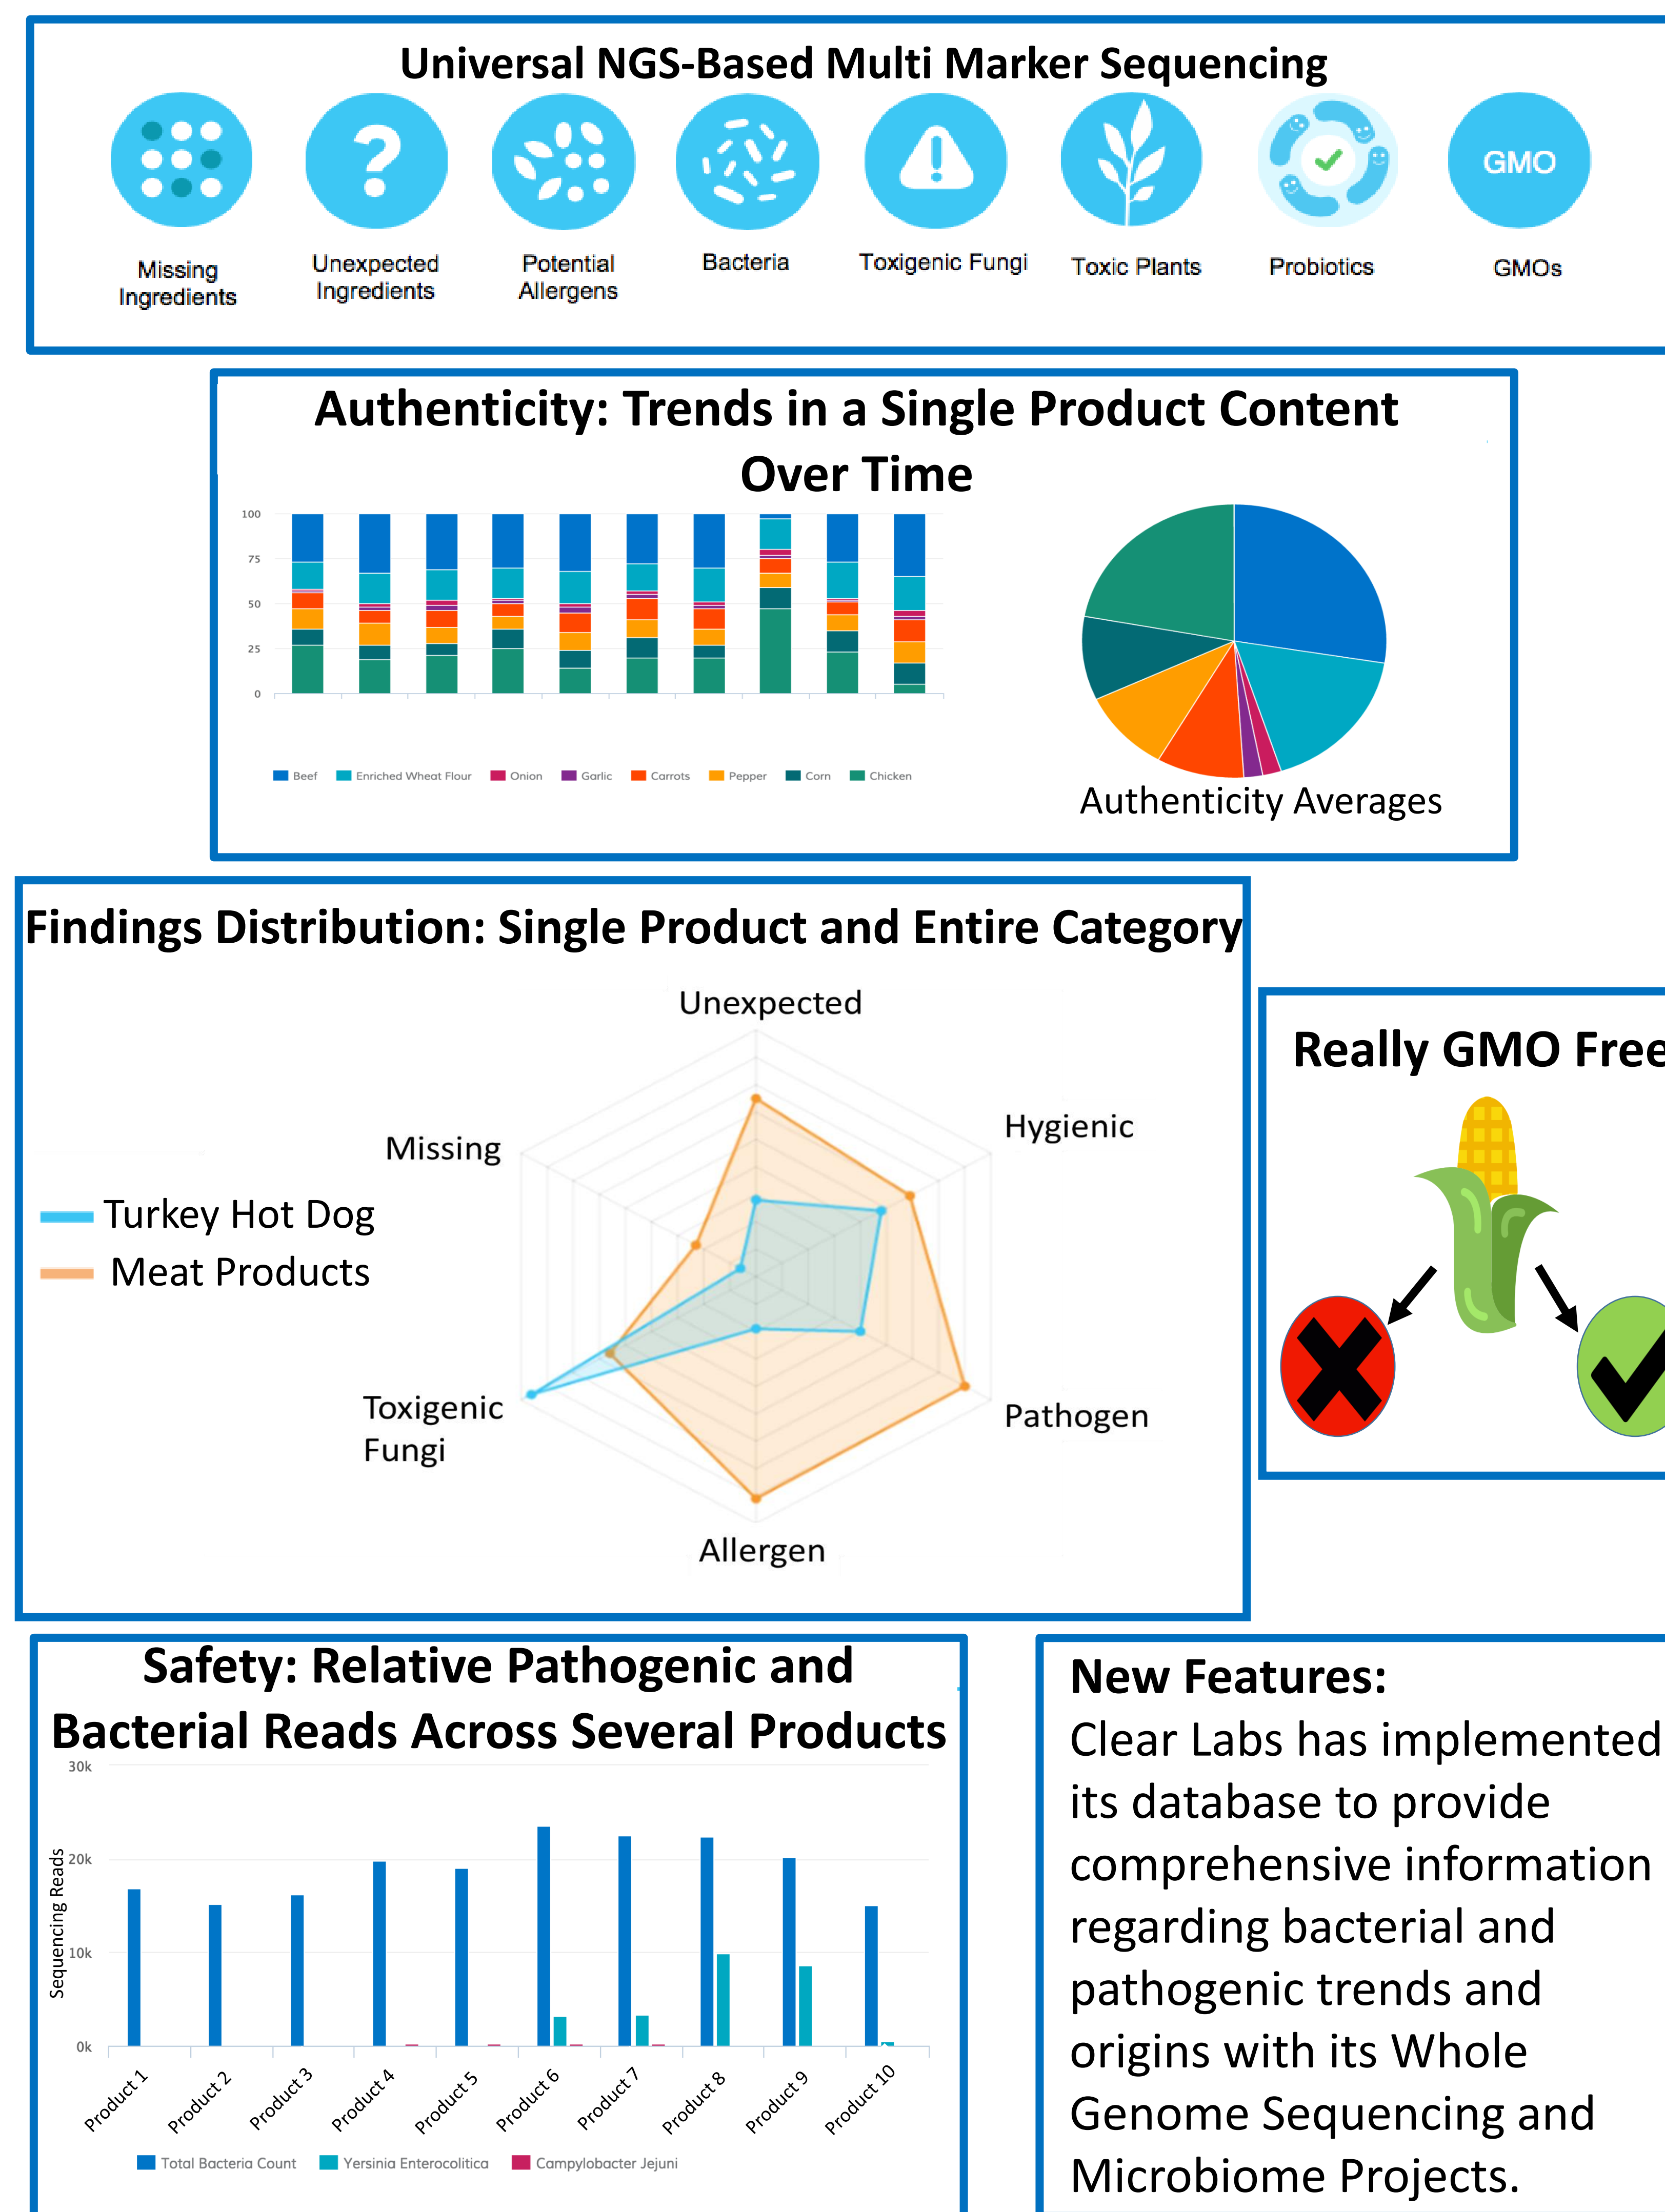 Universal NGS-Based Multi Marker Sequencing
GMO
Missing
Ingredients
Unexpected
Ingredients
Potential
Allergens
Bacteria
Toxigenic Fungi
Toxic Plants
Probiotics
GMOs
Authenticity: Trends in a Single Product Content
Over Time
100
75
50
25
0
Beef
Enriched Wheat Flour
Onion
Garlic
Carrots
Pepper
Corn
Chicken
Authenticity Averages
Findings Distribution: Single Product and Entire Category
Unexpected
Hygienic
Missing
Turkey Hot Dog
Meat Products
Toxigenic
Fungi
Pathogen
Allergen
Really GMO Free
Safety: Relative Pathogenic and
Bacterial Reads Across Several Products
30k
20k
10k
0k
Sequencing Reads
Product 1
Product 2
Product 3
Product 4
Product 5
Product 6
Product 7
Product 8
Product 9
Product 10
Total Bacteria Count
Yersinia Enterocolitica
Campylobacter Jejuni
New Features:
Clear Labs has implemented
its database to provide
comprehensive information
regarding bacterial and
pathogenic trends and
origins with its Whole
Genome Sequencing and
Microbiome Projects.